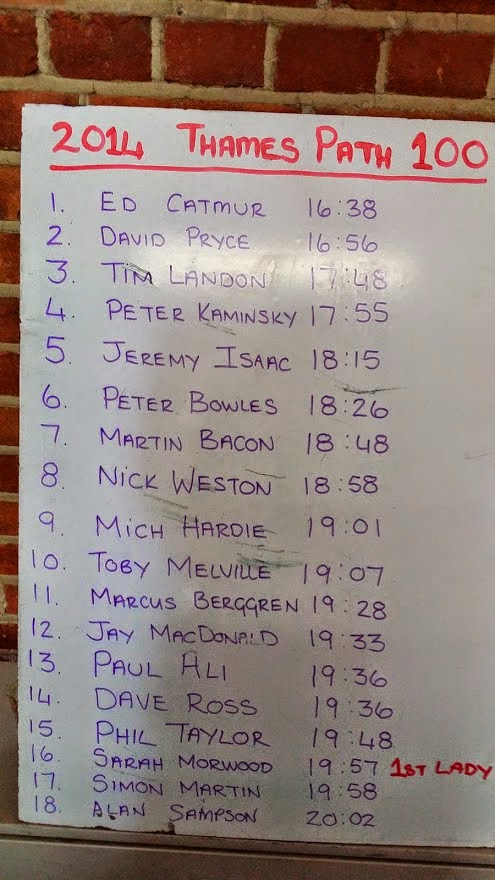 2014 THAMES PATH 100
1. ED CATMUR 16:38
2. DAVID PRYCE 16:56
3. TIM LANDON 17:48
4. PETER KAMINSKY 17:55
5. JEREMY ISAAC 18:15
6. PETER BOWLES 18:26
7. MARTIN BACON 18:48
8. NICK WESTON 18:58
9. MICH HARDIE 19:01
10. TOBY MELVILLE 19:07
11. MARCUS BERGGREN 19:28
12. JAY MACDONALD 19:33
13. PAUL ALI 19:36
14. DAVE ROSS 19:36
15. PHIL TAYLOR 19:48
16. SARAH MORWOOD 19:57 1ST LADY
17. SIMON MARTIN 19:58
18. ALAN SAMPSON 20:02